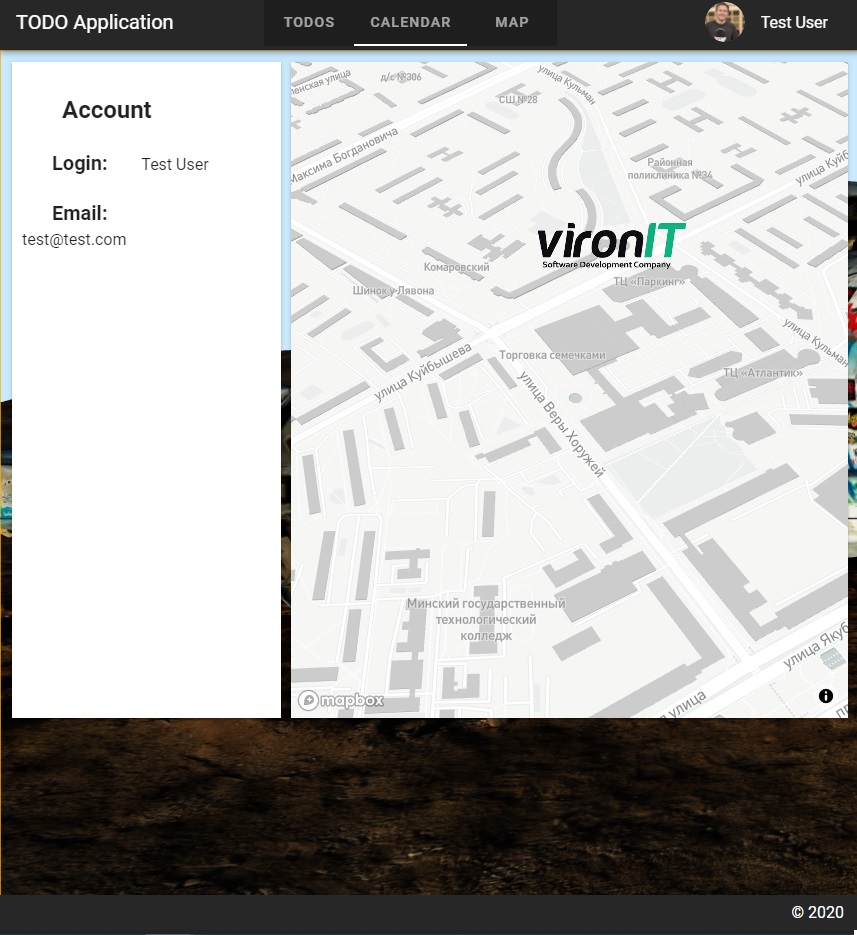 TODO Application
TODOS
CALENDAR
MAP
Test User
Account
Login:
Test User
Email:
test@test.com
д/с №306
улица Кульман
СШ №28
Максима Богдановича
Районная
поликлиника №34
улица Куйб
vironIT
Software Development Company
Комаровский
ТЦ «Паркинг»
Шинок у Лявона
улица Кульман
улица Куйбышева
Торговка семечками
ТЦ «Атлантик»
улица Веры Хоружей
Минский государственный
технологический
колледж
улица Якуб
улица
mapbox
© 2020